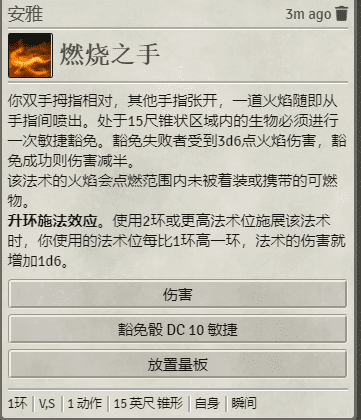 安雅 3m ago
燃烧之手
你双手拇指相对，其他手指张开，一道火焰随即从
手指间喷出。处于15尺锥状区域内的生物必须进行
一次敏捷豁免。豁免失败者受到3d6点火焰伤害，豁
免成功则伤害减半。
该法术的火焰会点燃范围内未被着装或携带的可燃
物。
升环施法效应。使用2环或更高法术位施展该法术
时，你使用的法术位每比1环高一环，法术的伤害就
增加1d6。
伤害
豁免骰 DC 10 敏捷
放置量板
1环 | V,S | 1 动作 | 15 英尺 锥形 | 自身 | 瞬间